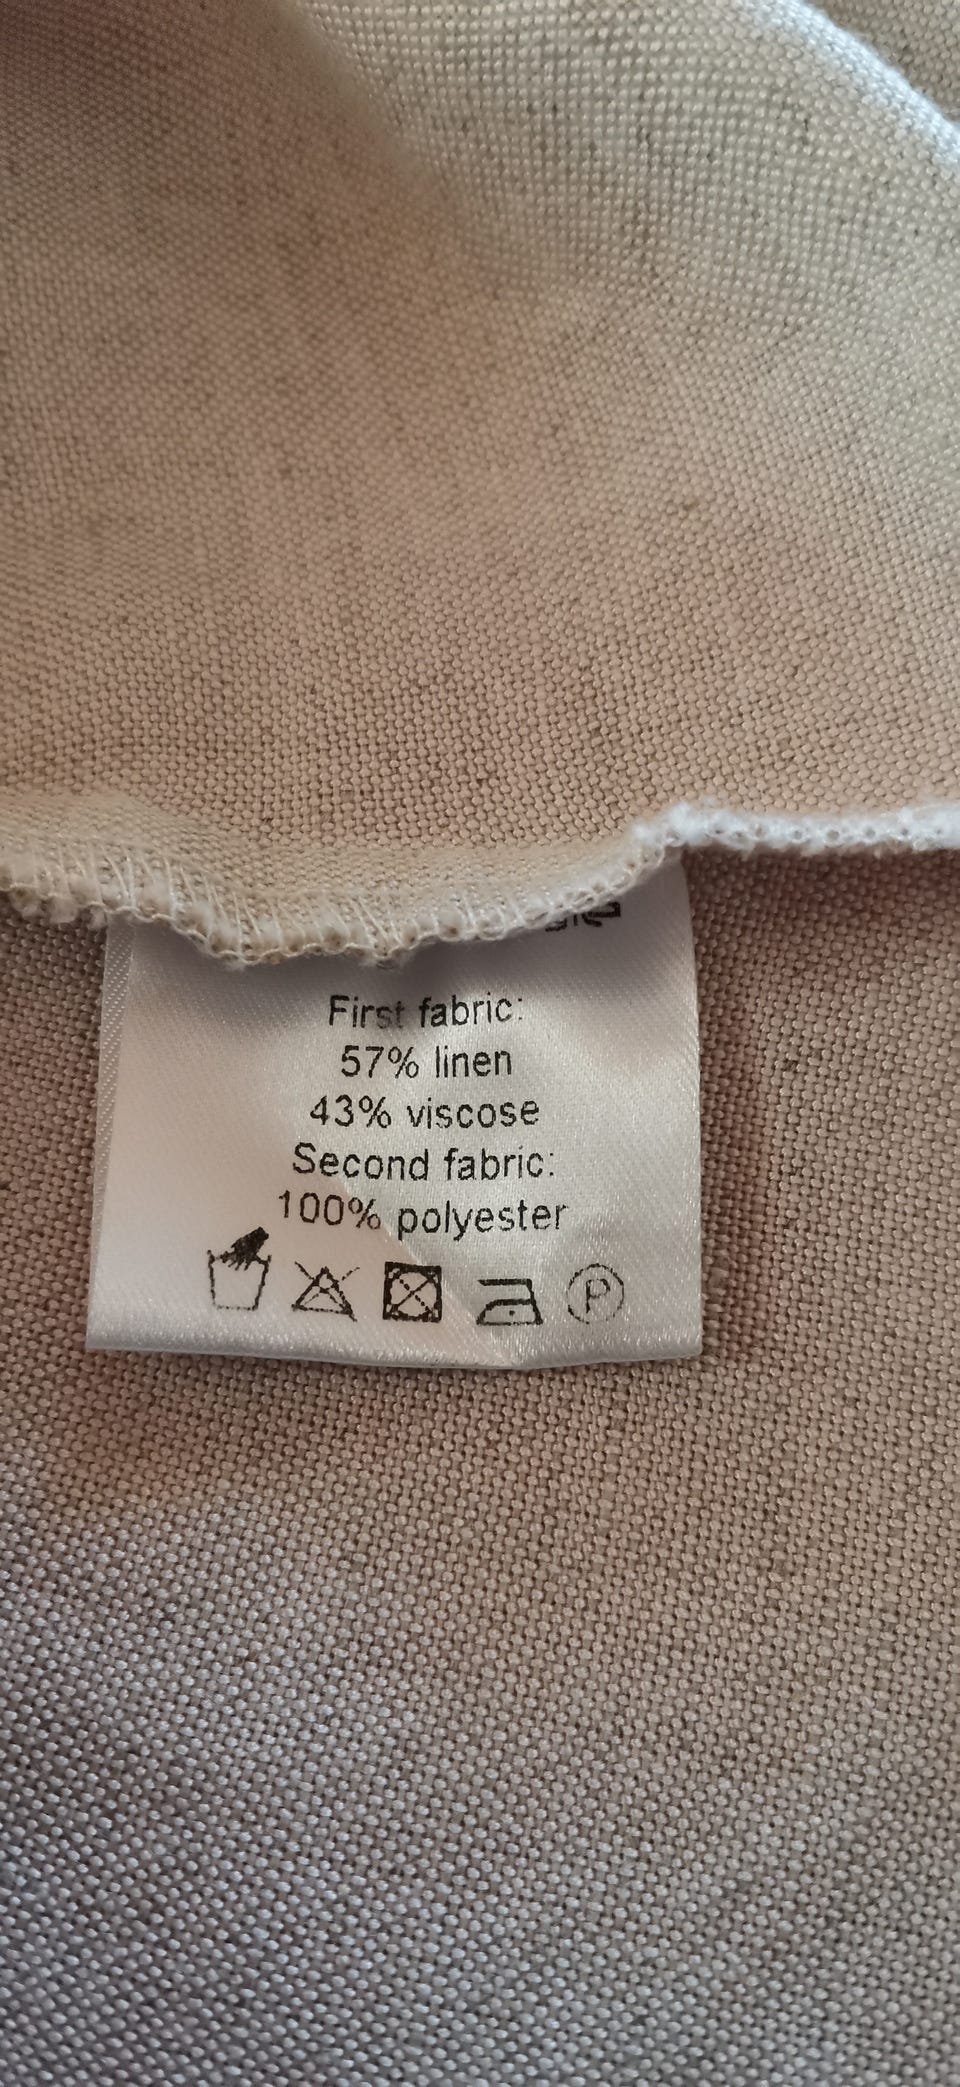 First fabric:
57% linen
43% viscose
Second fabric:
100% polyester
P